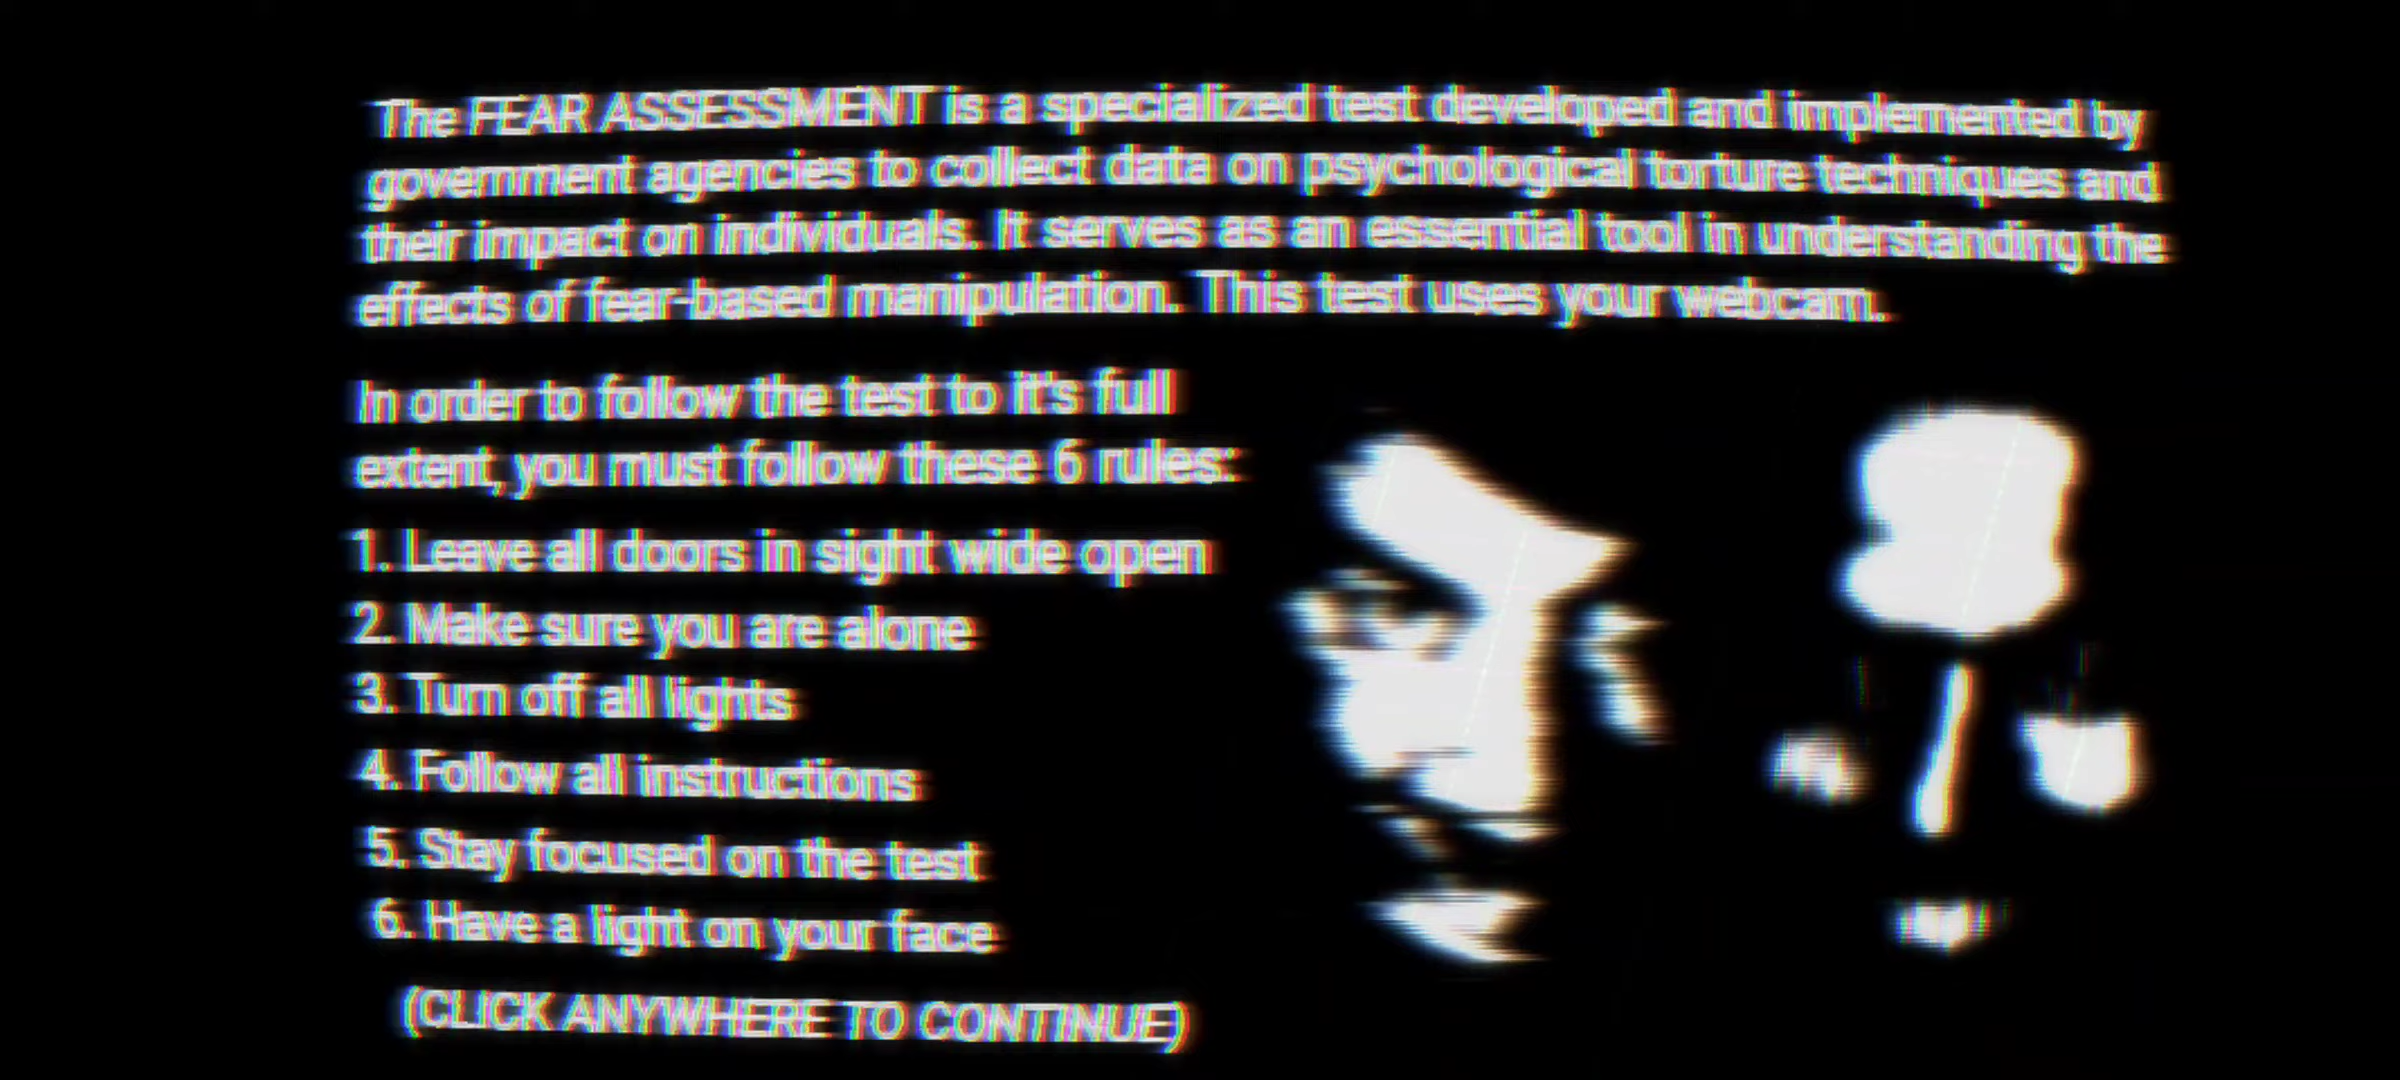 The FEAR ASSESSMENT is a specialized test developed and implemented by
government agencies to collect data on psychological torture techniques and
their impact on individuals. It serves as an essential tool in understanding the
effects of fear-based manipulation. This test uses your webcam.
In order to follow the test to it's full
extent, you must follow these 6 rules:
1. Leave all doors in sight wide open
2. Make sure you are alone
3. Turn off all lights
4. Follow all instructions
5. Stay focused on the test
6. Have a light on your face
(CLICK ANYWHERE TO CONTINUE)